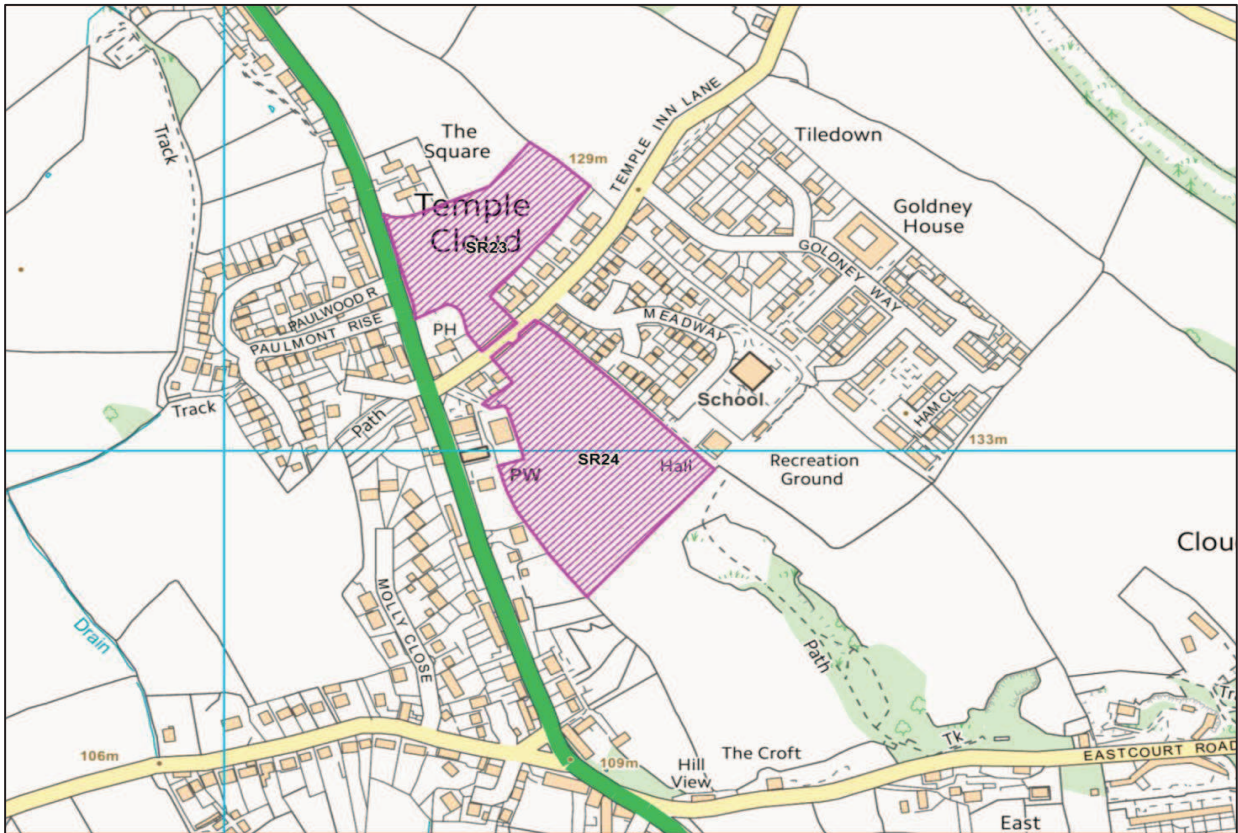 The
Square
129m
TEMPLE INN LANE
Tiledown
Track
Temple
Cloud
SR23
Goldney
House
GOLDNEY WAY
PAULWOOD R
PAULMONT RISE
PH
MEADWAY
School
Track
Path
HAM CL
133m
SR24
Hall
PW
Recreation
Ground
Clou
MOLLY CLOSE
Drain
Path
Tr
Tk
EASTCOURT ROAD
106m
109m
Hill
View
The Croft
East